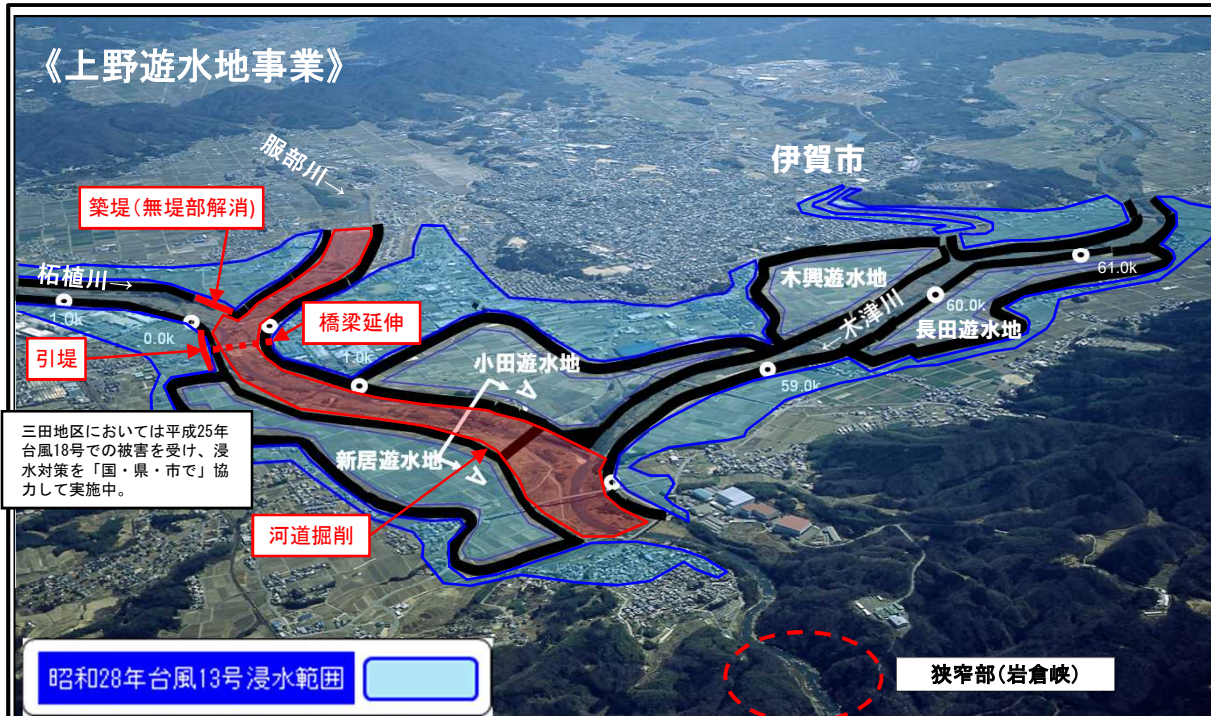 《上野遊水地事業》
服部川→
伊賀市
築堤(無堤部解消)
柘植川→
1.0k
0.0k
橋梁延伸
引堤
1.0k
小田遊水地
木興遊水地
←木津川
61.0k
60.0k
長田遊水地
59.0k
A
三田地区においては平成25年
台風18号での被害を受け、浸
水対策を「国・県・市で」協
力して実施中。
新居遊水地
A
河道掘削
昭和28年台風13号浸水範囲
狭窄部(岩倉峡)